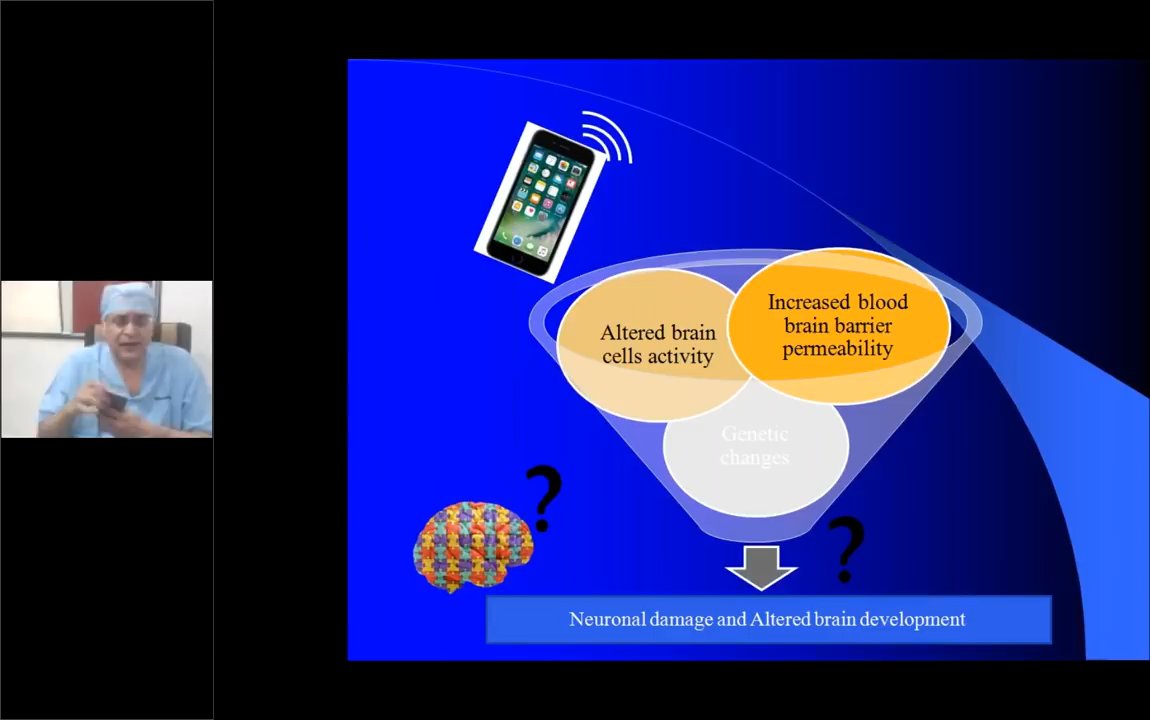 Altered brain
cells activity
Increased blood
brain barrier
permeability
Genetic
changes
?
?
Neuronal damage and Altered brain development